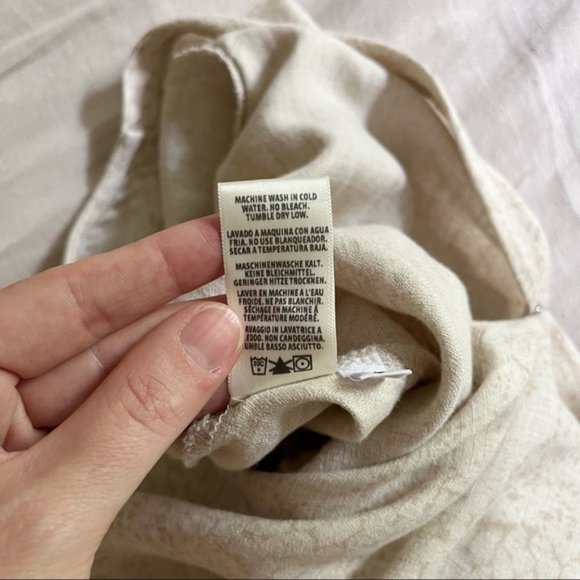 MACHINE WASH IN COLD
WATER. NO BLEACH.
TUMBLE DRY LOW.
LAVADO A MAQUINA CON AGUA
FRIA. NO USE BLANQUEADOR.
SECAR A TEMPERATURA BAJA.
MASCHINENWASCHE KALT.
KEINE BLEICHMITTEL.
GERINGER HITZE TROCKNEN.
LAVER EN MACHINE A L'EAU
FROIDE. NE PAS BLANCHIR.
SÉCHAGE EN MACHINE A
TEMPÉRATURE MODÉRÉ.
AVAGGIO IN LAVATRICE A
EDDO. NON CANDEGGINA.
UMBLE BASSO ASCIUTTO.